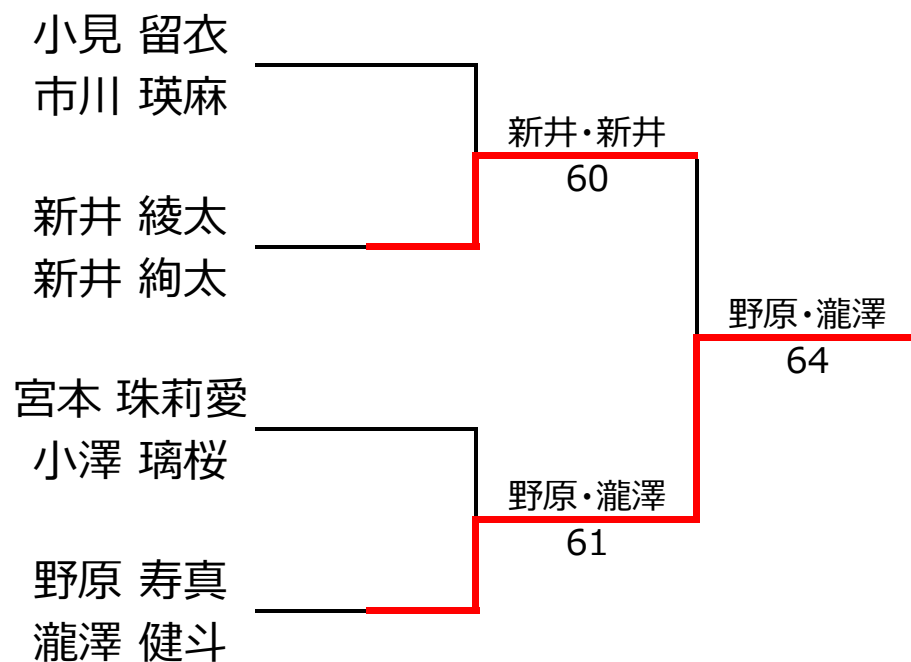 小見 留衣
市川 瑛麻
新井・新井
60
新井 綾太
新井 絢太
野原・瀧澤
64
宮本 珠莉愛
小澤 璃桜
野原・瀧澤
61
野原 寿真
瀧澤 健斗